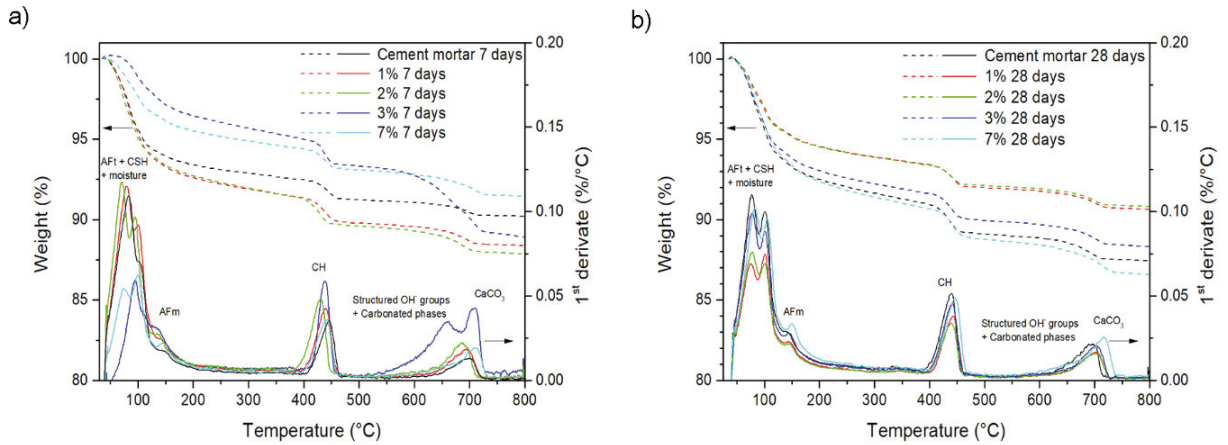 a)
Cement mortar 7 days
1% 7 days
2% 7 days
3% 7 days
7% 7 days
AFt + CSH
+ moisture
AFm
CH
Structured OH⁻ groups
+ Carbonated phases
CaCO₃
Weight (%)
100
95
90
85
80
1ˢᵗ derivate (%/°C)
0.20
0.15
0.10
0.05
0.00
100 200 300 400 500 600 700 800
Temperature (°C)
b)
Cement mortar 28 days
1% 28 days
2% 28 days
3% 28 days
7% 28 days
AFt + CSH
+ moisture
AFm
CH
Structured OH⁻ groups
+ Carbonated phases
CaCO₃
Weight (%)
100
95
90
85
80
1ˢᵗ derivate (%/°C)
0.20
0.15
0.10
0.05
0.00
100 200 300 400 500 600 700 800
Temperature (°C)